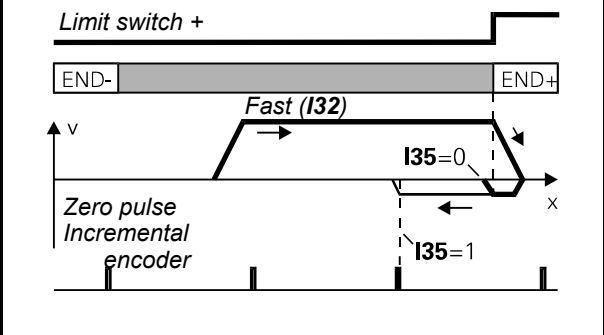 Limit switch +
END- END+
Fast (I32)
v
I35=0
x
Zero pulse
Incremental
encoder
I35=1